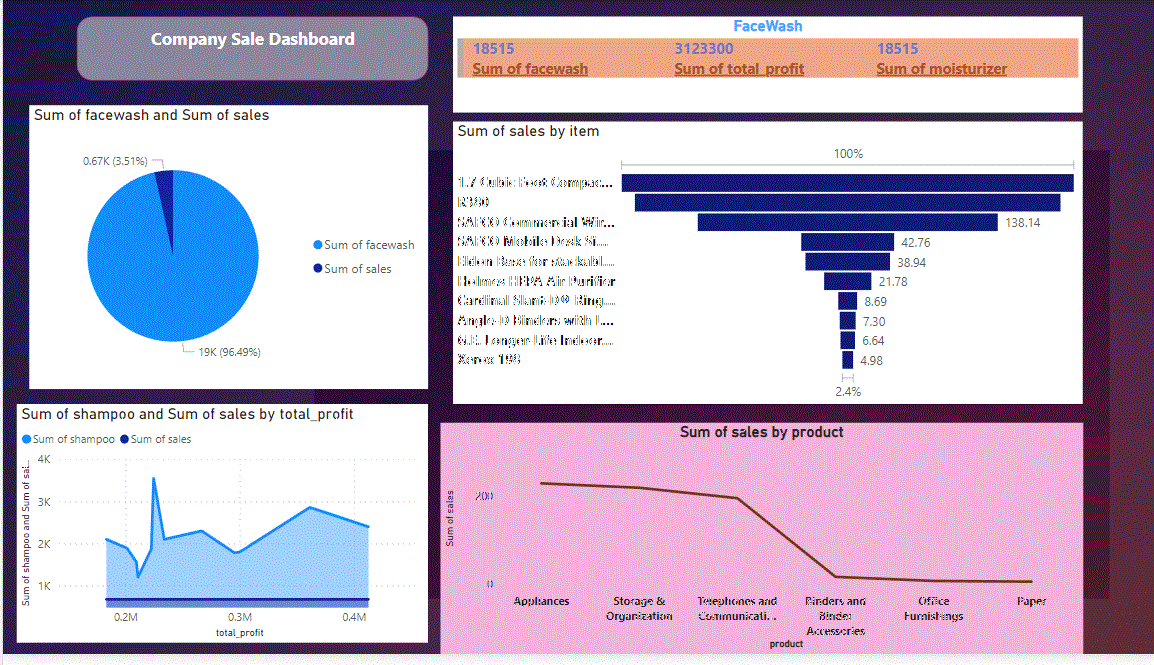 Company Sale Dashboard
FaceWash
18515
3123300
18515
Sum of facewash
Sum of total_profit
Sum of moisturizer
Sum of facewash and Sum of sales
0.67K (3.51%)
Sum of facewash
Sum of sales
19K (96.49%)
Sum of sales by item
100%
1.7 Cubic Foot Compac...
R380
SAFCO Commercial Wir...
138.14
SAFCO Mobile Desk Si...
42.76
Eldon Base for stackabl...
38.94
Holmes HEPA Air Purifier
21.78
Cardinal Slant-D® Ring...
8.69
Angle-D Binders with L...
7.30
G.E. Longer-Life Indoor...
6.64
Xerox 198
4.98
2.4%
Sum of shampoo and Sum of sales by total_profit
Sum of shampoo
Sum of sales
Sum of shampoo and Sum of sal...
4K
3K
2K
1K
0.2M
0.3M
0.4M
total_profit
Sum of sales by product
Sum of sales
200
0
Appliances
Storage &
Organization
Telephones and
Communicati...
Binders and
Binder
Accessories
Office
Furnishings
Paper
product